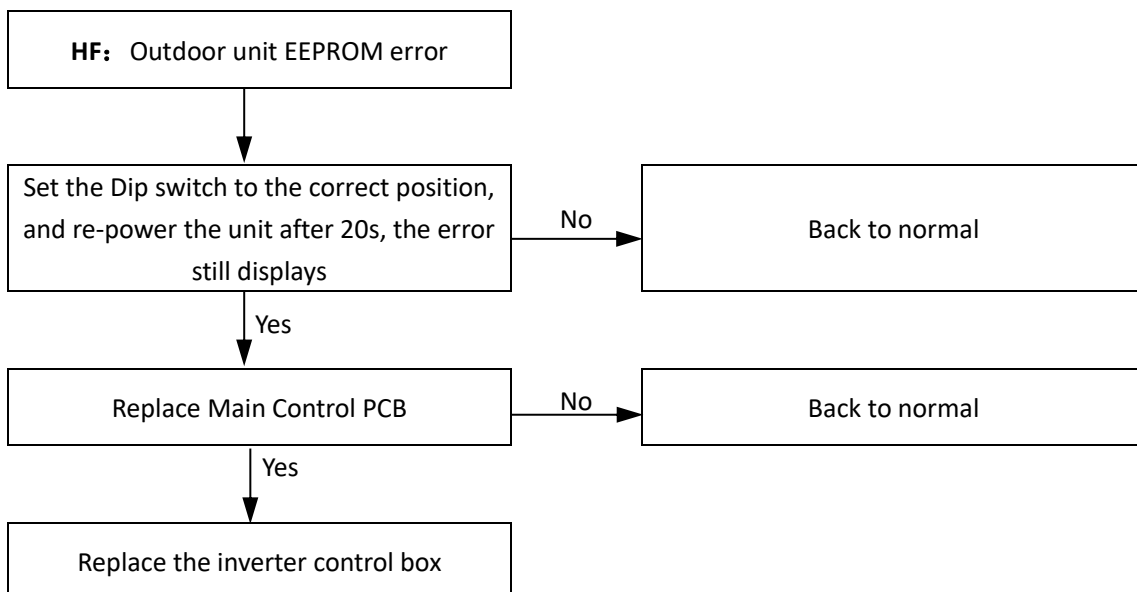 HF： Outdoor unit EEPROM error
Set the Dip switch to the correct position,
and re-power the unit after 20s, the error
still displays
No
Back to normal
Yes
Replace Main Control PCB
No
Back to normal
Yes
Replace the inverter control box